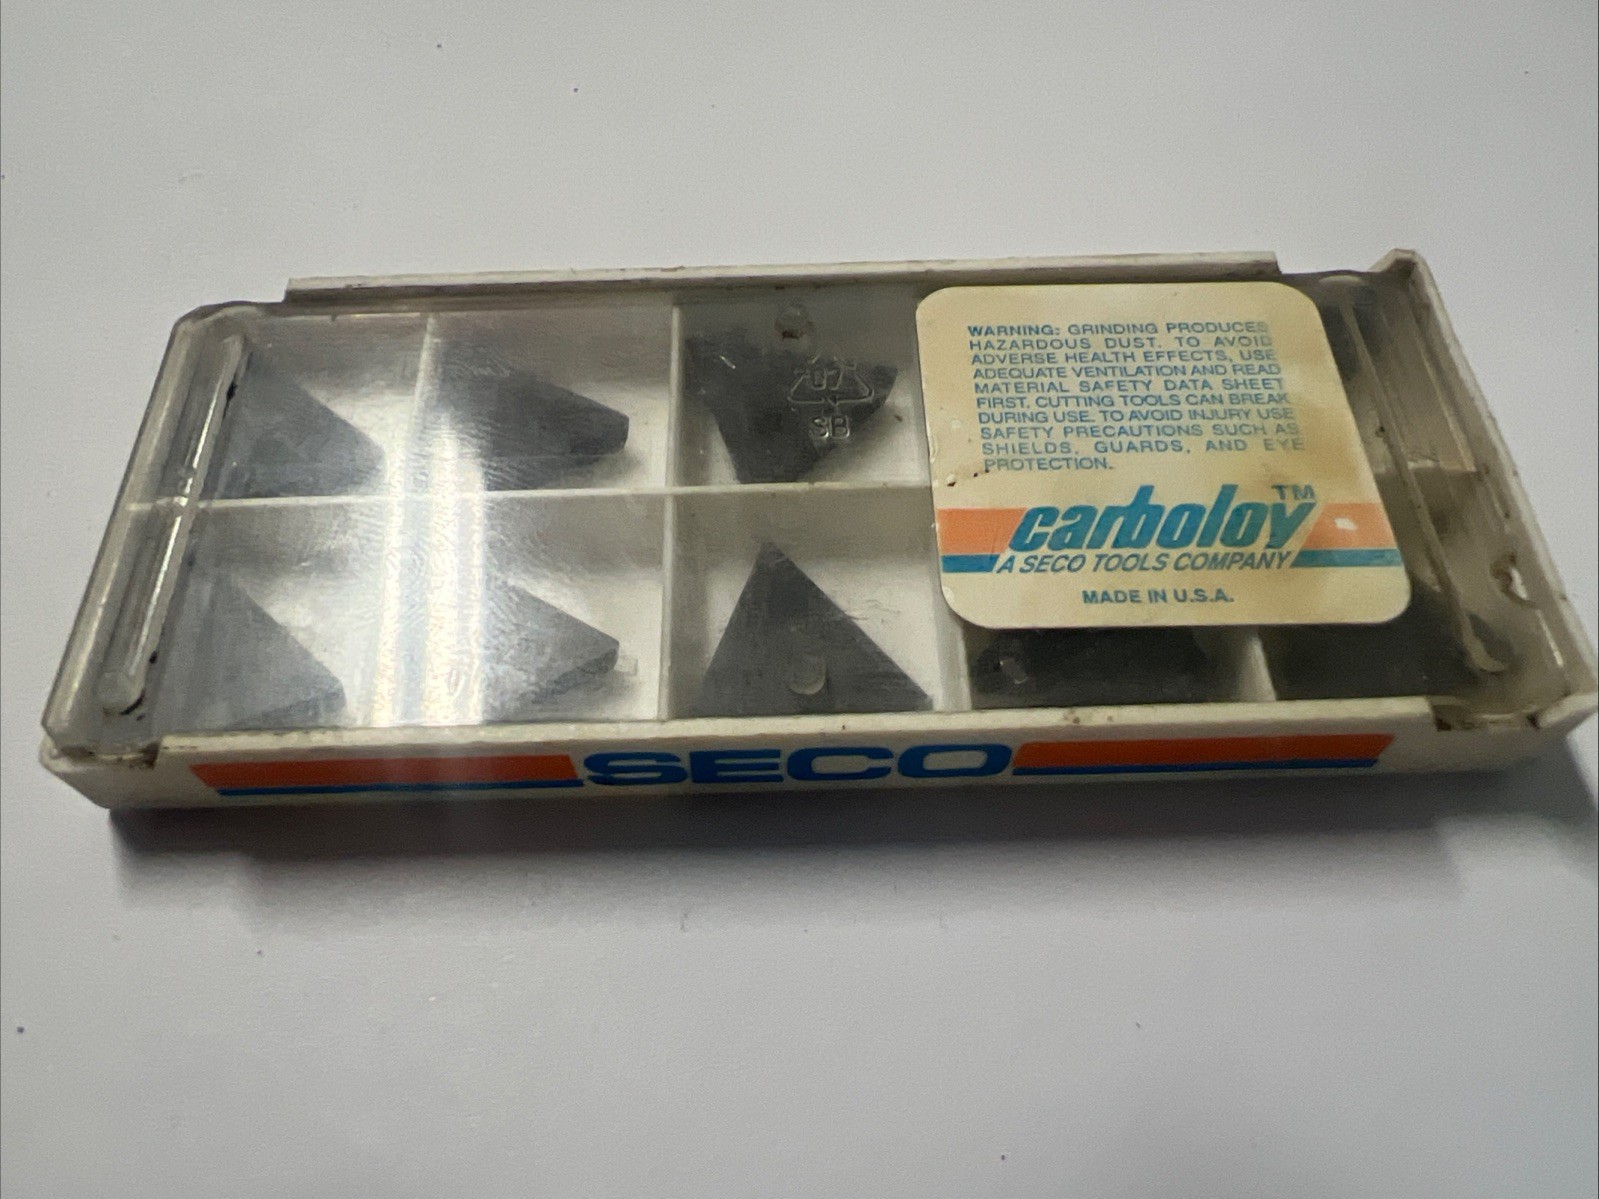 07
SB
WARNING: GRINDING PRODUCES
HAZARDOUS DUST. TO AVOID
ADVERSE HEALTH EFFECTS, USE
ADEQUATE VENTILATION AND READ
MATERIAL SAFETY DATA SHEET
FIRST. CUTTING TOOLS CAN BREAK
DURING USE. TO AVOID INJURY USE
SAFETY PRECAUTIONS SUCH AS
SHIELDS, GUARDS, AND EYE
PROTECTION.
carboloy™
A SECO TOOLS COMPANY
MADE IN U.S.A.
SECO